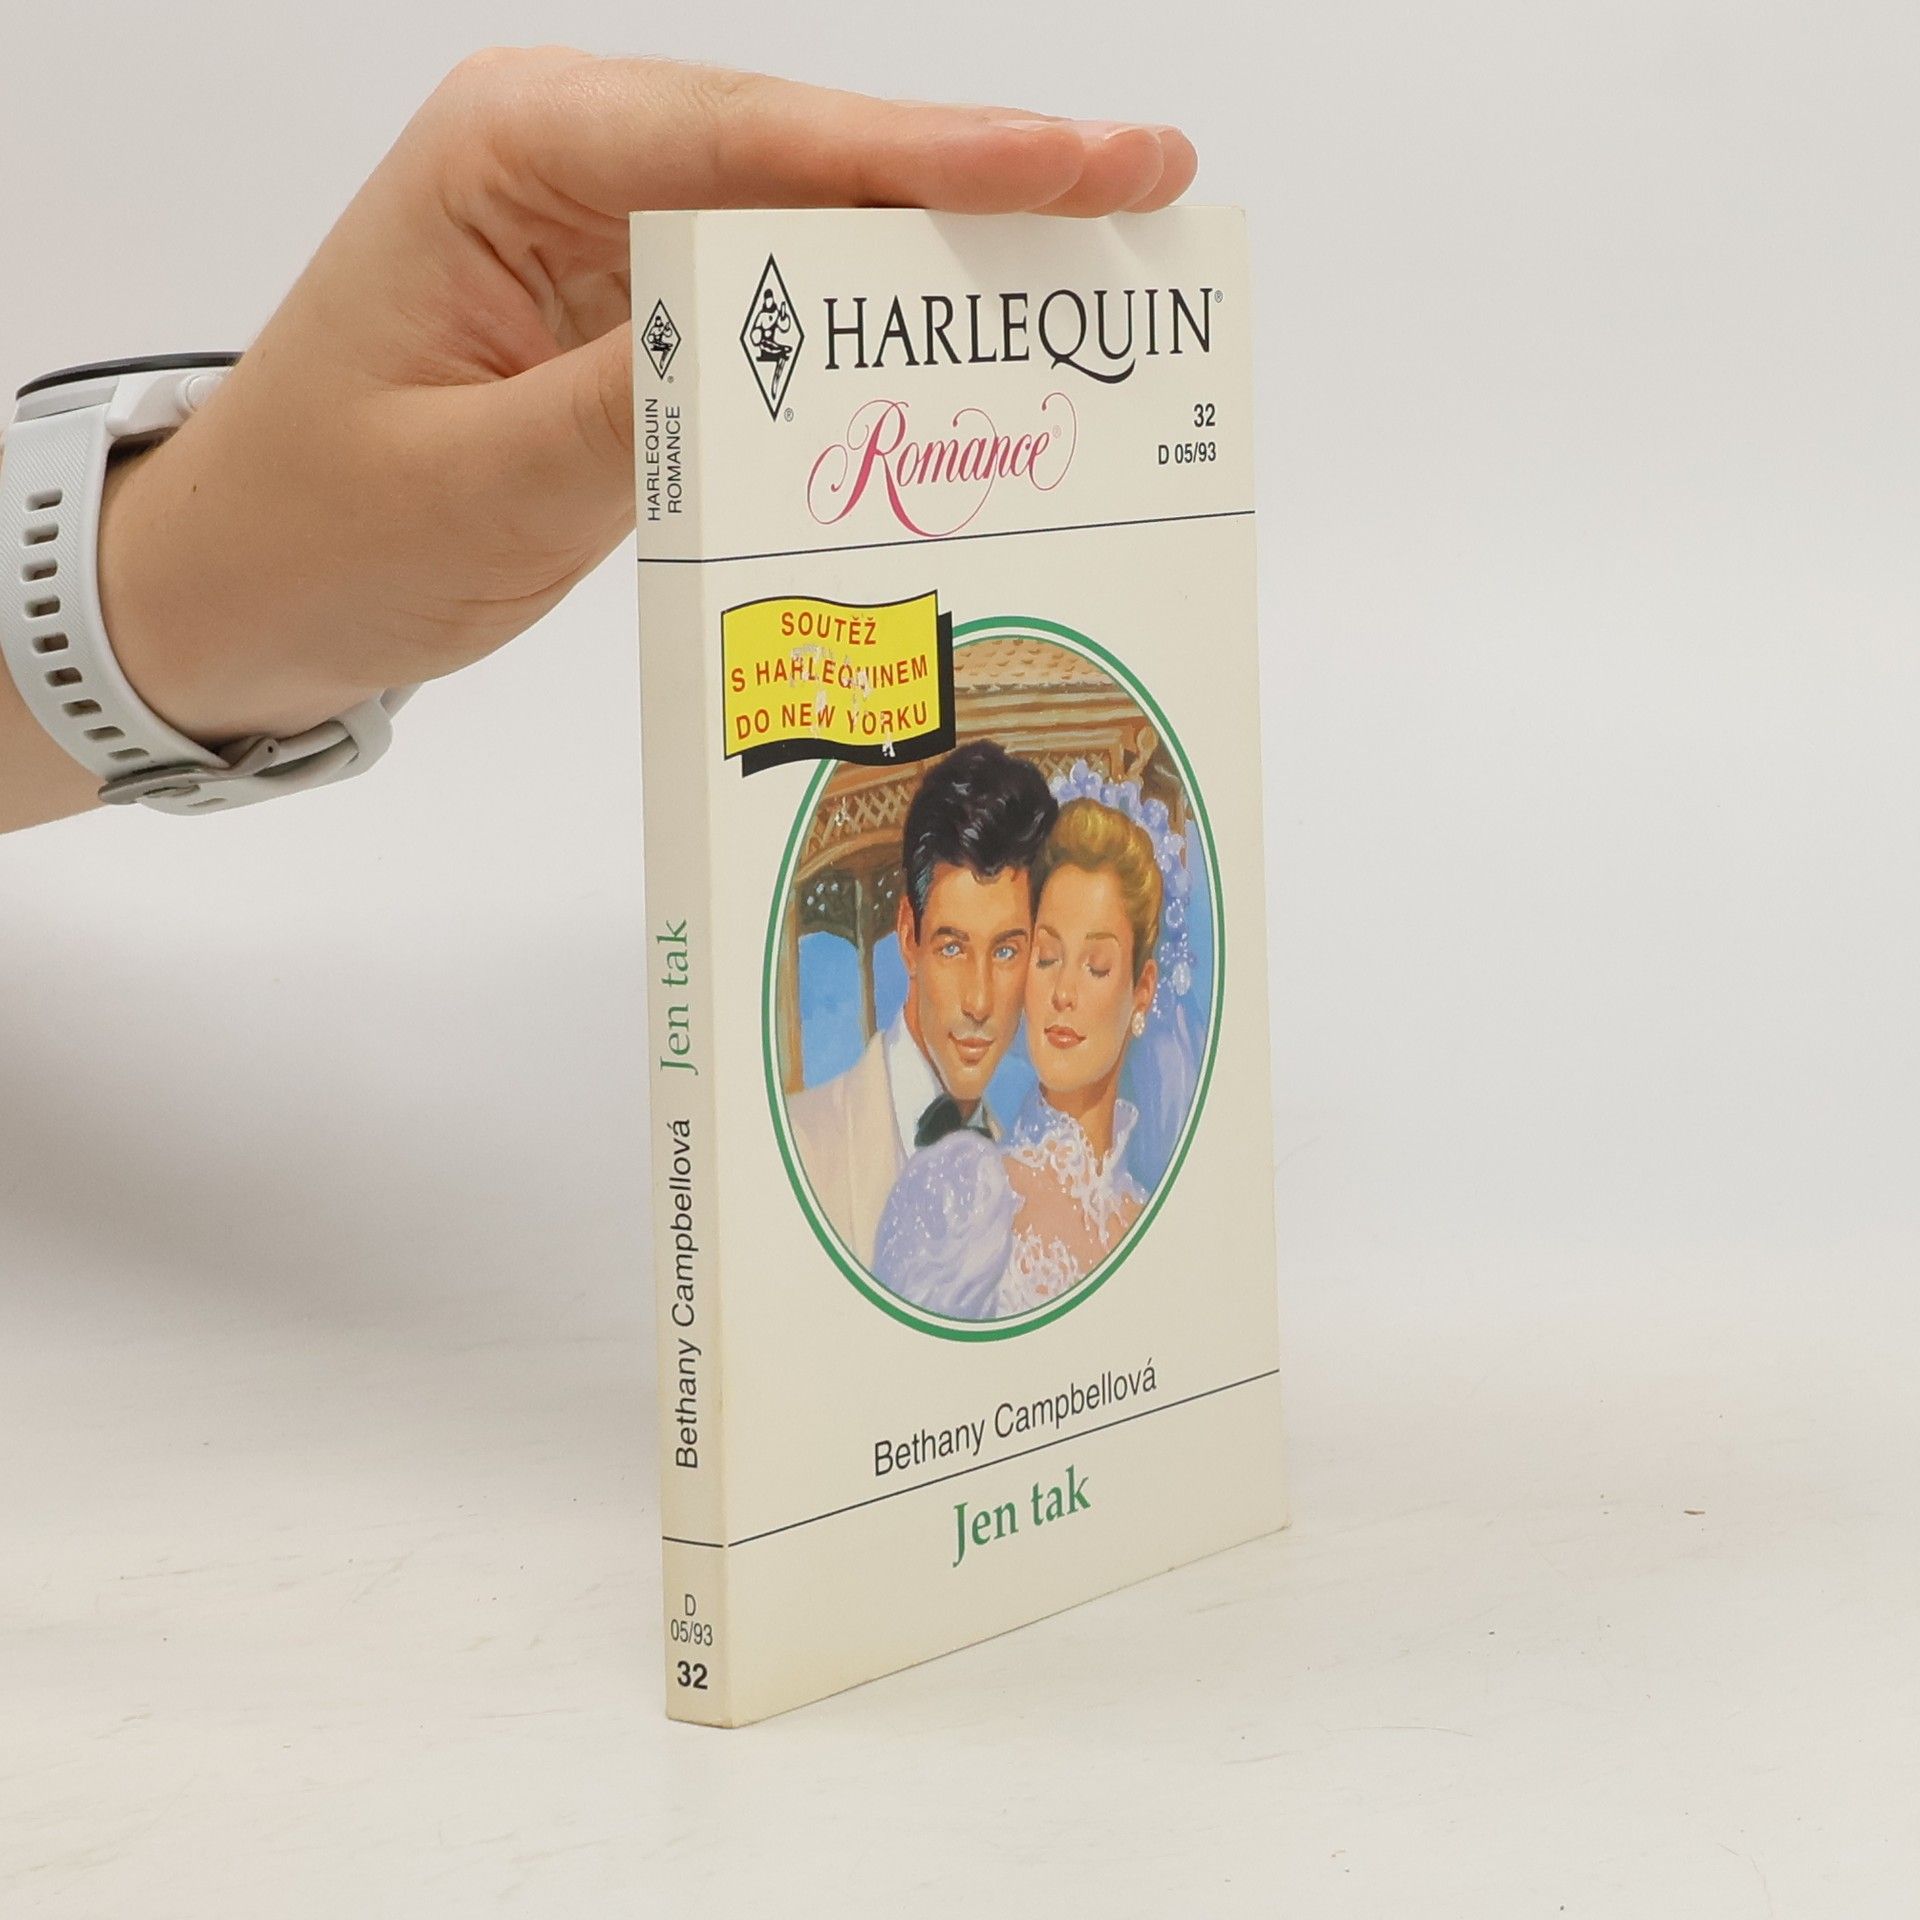 HARLEQUIN®
Romance®
32
D 05/93
SOUTĚŽ
S HARLEQUINEM
DO NEW YORKU
Bethany Campbellová
Jen tak
HARLEQUIN
ROMANCE
Jen tak
Bethany Campbellová
D
05/93
32